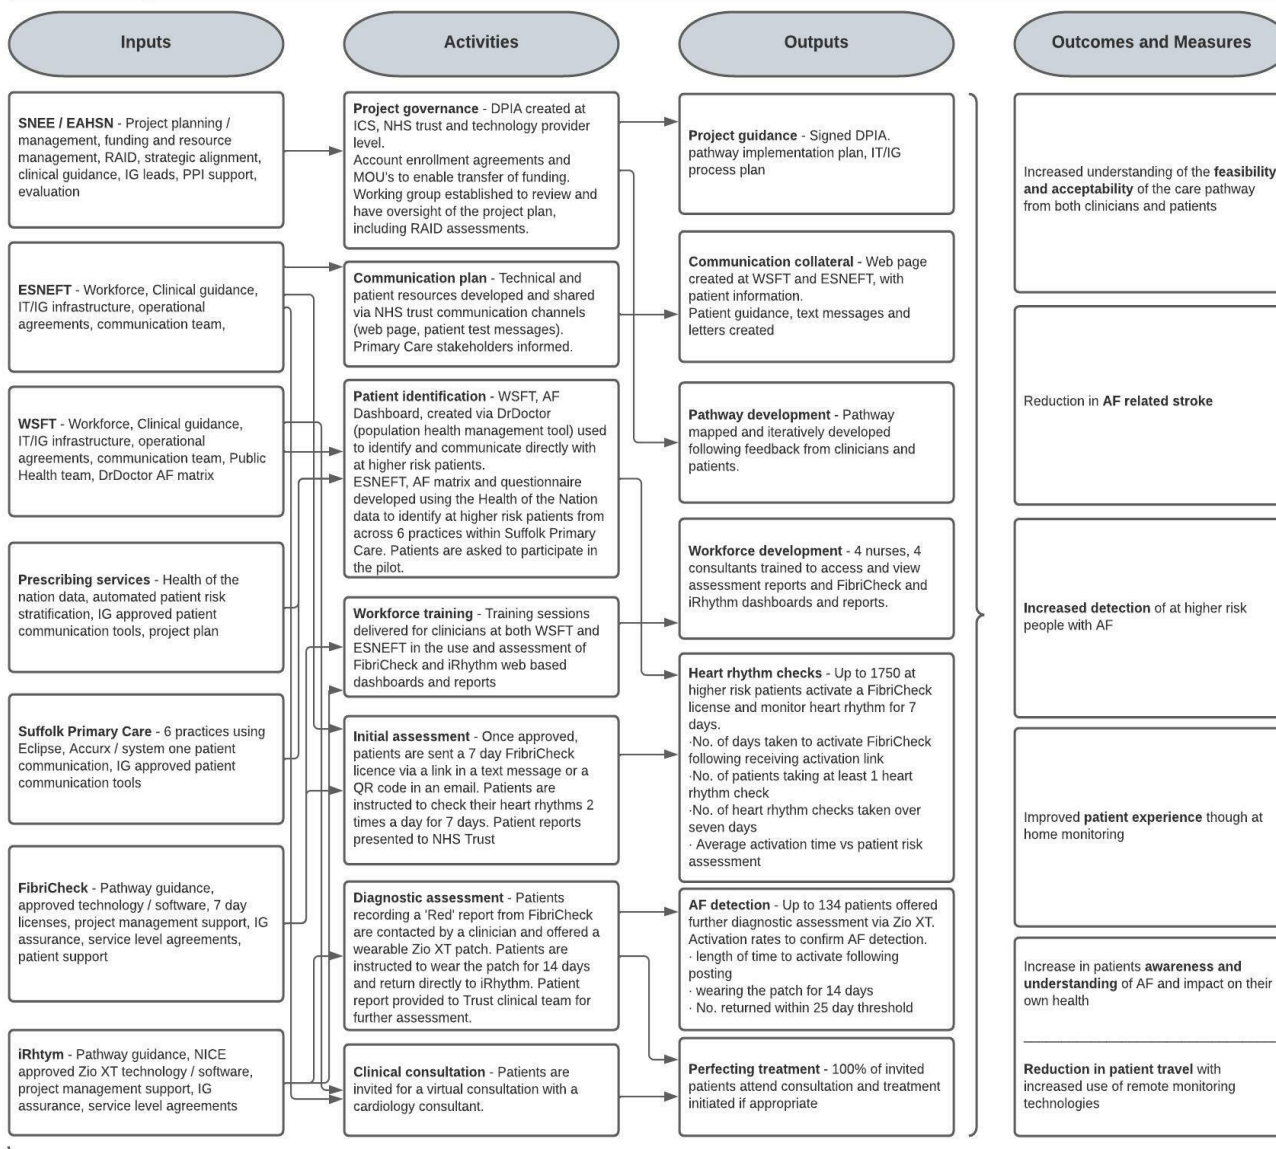 Inputs
Activities
Outputs
Outcomes and Measures
SNEE / EAHSN - Project planning /
management, funding and resource
management, RAID, strategic alignment,
clinical guidance, IG leads, PPI support,
evaluation
ESNEFT - Workforce, Clinical guidance,
IT/IG infrastructure, operational
agreements, communication team,
WSFT - Workforce, Clinical guidance,
IT/IG infrastructure, operational
agreements, communication team, Public
Health team, DrDoctor AF matrix
Prescribing services - Health of the
nation data, automated patient risk
stratification, IG approved patient
communication tools, project plan
Suffolk Primary Care - 6 practices using
Eclipse, Accurx / system one patient
communication, IG approved patient
communication tools
FibriCheck - Pathway guidance,
approved technology / software, 7 day
licenses, project management support, IG
assurance, service level agreements,
patient support
iRhtym - Pathway guidance, NICE
approved Zio XT technology / software,
project management support, IG
assurance, service level agreements
Project governance - DPIA created at
ICS, NHS trust and technology provider
level.
Account enrollment agreements and
MOU's to enable transfer of funding.
Working group established to review and
have oversight of the project plan,
including RAID assessments.
Communication plan - Technical and
patient resources developed and shared
via NHS trust communication channels
(web page, patient test messages).
Primary Care stakeholders informed.
Patient identification - WSFT, AF
Dashboard, created via DrDoctor
(population health management tool) used
to identify and communicate directly with
at higher risk patients.
ESNEFT, AF matrix and questionnaire
developed using the Health of the Nation
data to identify at higher risk patients from
across 6 practices within Suffolk Primary
Care. Patients are asked to participate in
the pilot.
Workforce training - Training sessions
delivered for clinicians at both WSFT and
ESNEFT in the use and assessment of
FibriCheck and iRhythm web based
dashboards and reports
Initial assessment - Once approved,
patients are sent a 7 day FribriCheck
licence via a link in a text message or a
QR code in an email. Patients are
instructed to check their heart rhythms 2
times a day for 7 days. Patient reports
presented to NHS Trust
Diagnostic assessment - Patients
recording a 'Red' report from FibriCheck
are contacted by a clinician and offered a
wearable Zio XT patch. Patients are
instructed to wear the patch for 14 days
and return directly to iRhythm. Patient
report provided to Trust clinical team for
further assessment.
Clinical consultation - Patients are
invited for a virtual consultation with a
cardiology consultant.
Project guidance - Signed DPIA.
pathway implementation plan, IT/IG
process plan
Communication collateral - Web page
created at WSFT and ESNEFT, with
patient information.
Patient guidance, text messages and
letters created
Pathway development - Pathway
mapped and iteratively developed
following feedback from clinicians and
patients.
Workforce development - 4 nurses, 4
consultants trained to access and view
assessment reports and FibriCheck and
iRhythm dashboards and reports.
Heart rhythm checks - Up to 1750 at
higher risk patients activate a FibriCheck
license and monitor heart rhythm for 7
days.
·No. of days taken to activate FibriCheck
following receiving activation link
·No. of patients taking at least 1 heart
rhythm check
·No. of heart rhythm checks taken over
seven days
· Average activation time vs patient risk
assessment
AF detection - Up to 134 patients offered
further diagnostic assessment via Zio XT.
Activation rates to confirm AF detection.
· length of time to activate following
posting
· wearing the patch for 14 days
· No. returned within 25 day threshold
Perfecting treatment - 100% of invited
patients attend consultation and treatment
initiated if appropriate
Increased understanding of the feasibility
and acceptability of the care pathway
from both clinicians and patients
Reduction in AF related stroke
Increased detection of at higher risk
people with AF
Improved patient experience though at
home monitoring
Increase in patients awareness and
understanding of AF and impact on their
own health
Reduction in patient travel with
increased use of remote monitoring
technologies